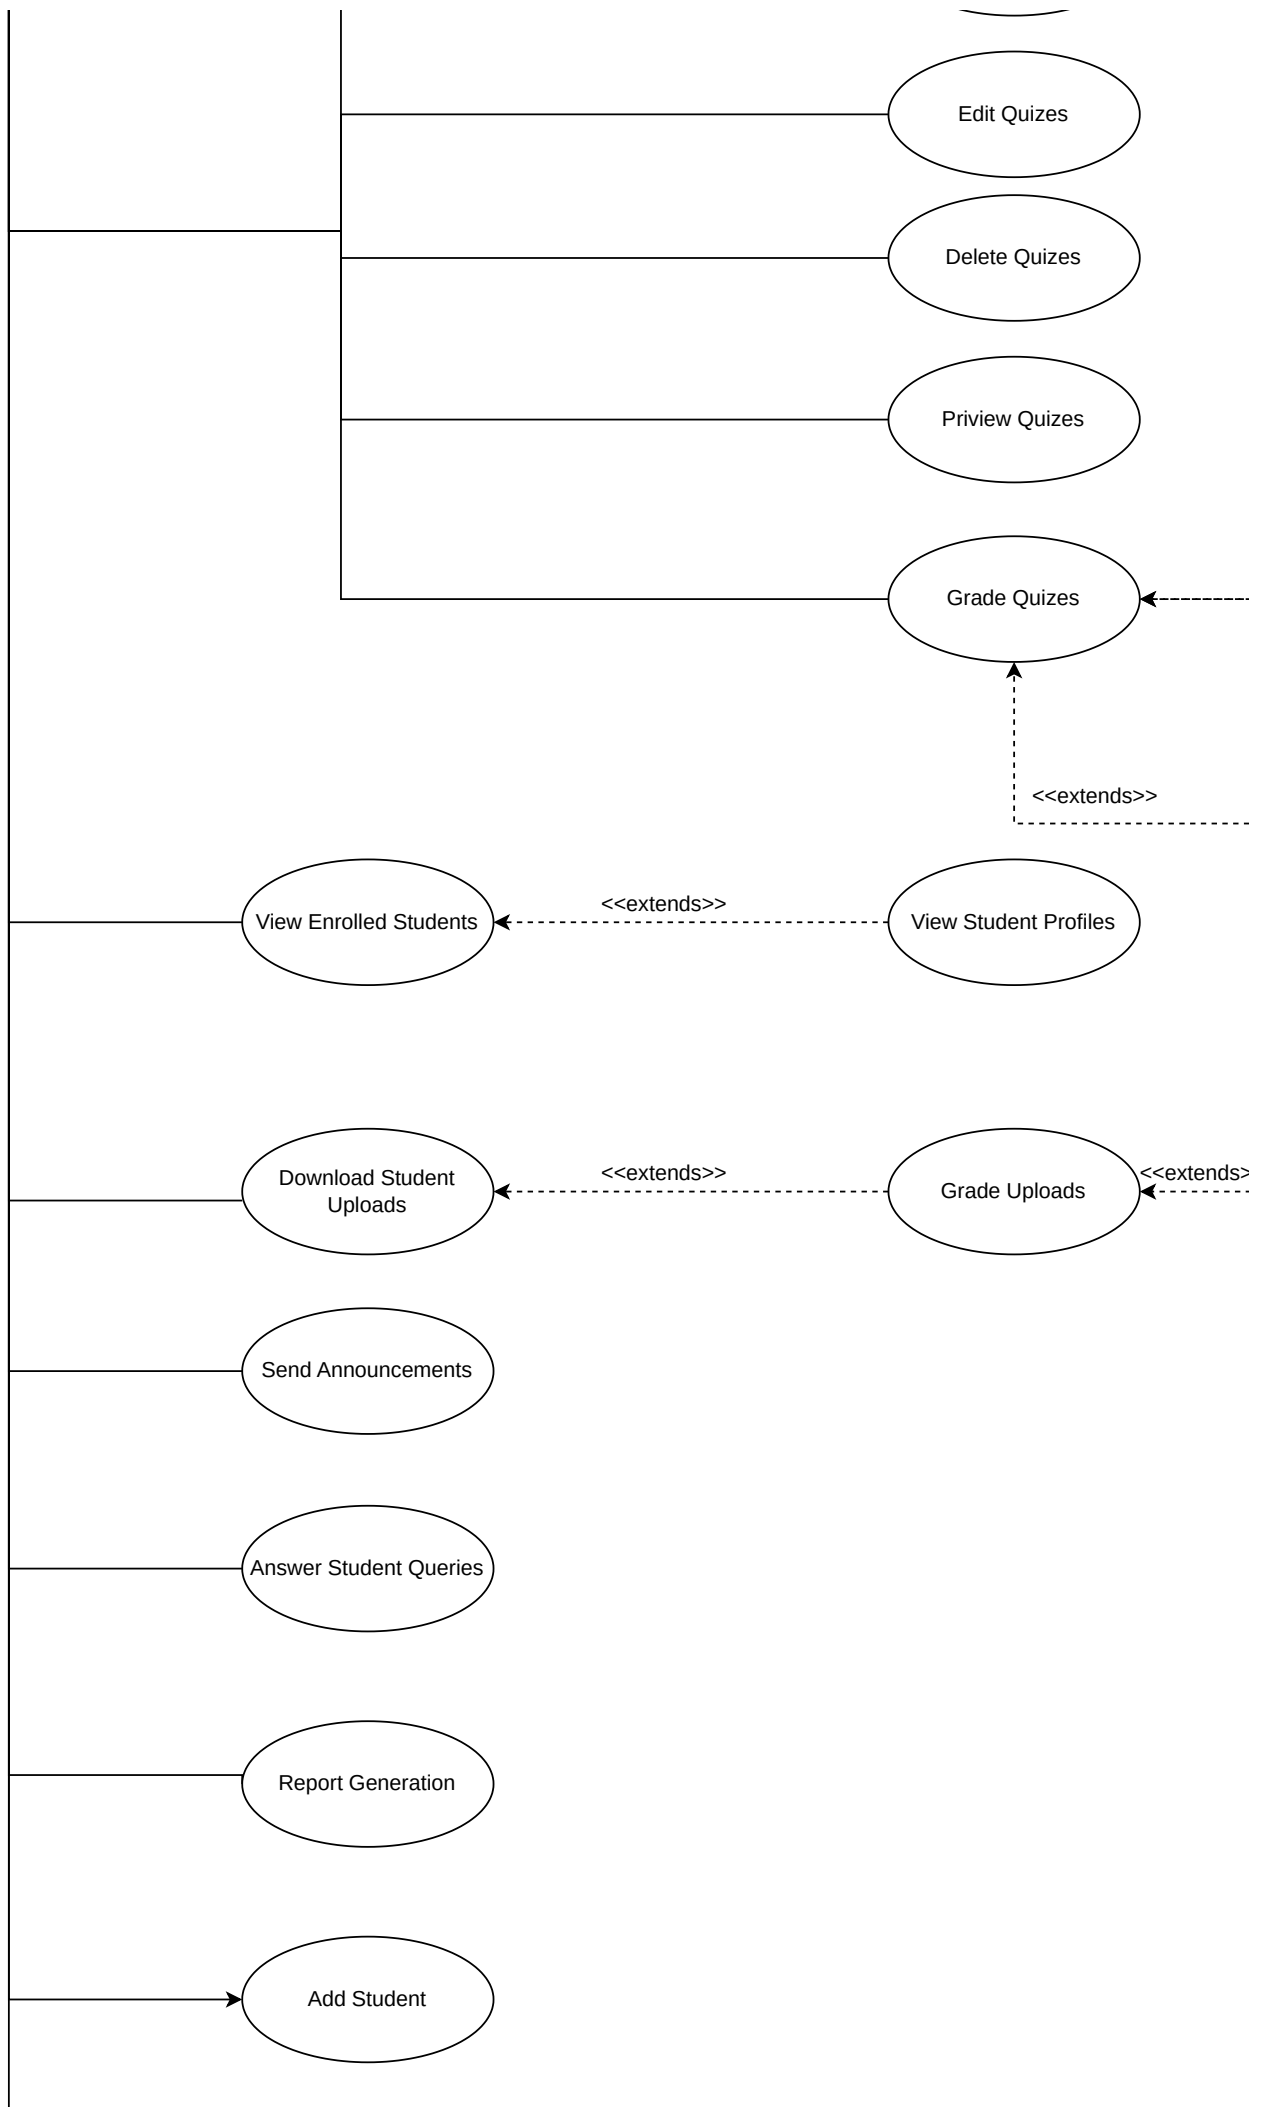 Edit Quizes
Delete Quizes
Priview Quizes
Grade Quizes
<<extends>>
View Enrolled Students
<<extends>>
View Student Profiles
Download Student
Uploads
<<extends>>
Grade Uploads
<<extends>
Send Announcements
Answer Student Queries
Report Generation
Add Student